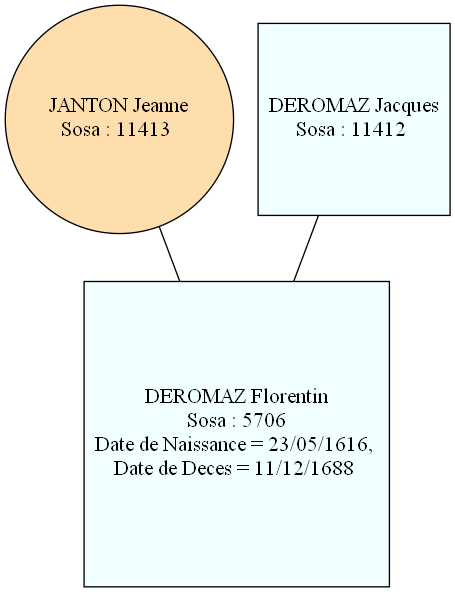 JANTON Jeanne
Sosa : 11413
DEROMAZ Jacques
Sosa : 11412
DEROMAZ Florentin
Sosa : 5706
Date de Naissance = 23/05/1616,
Date de Deces = 11/12/1688